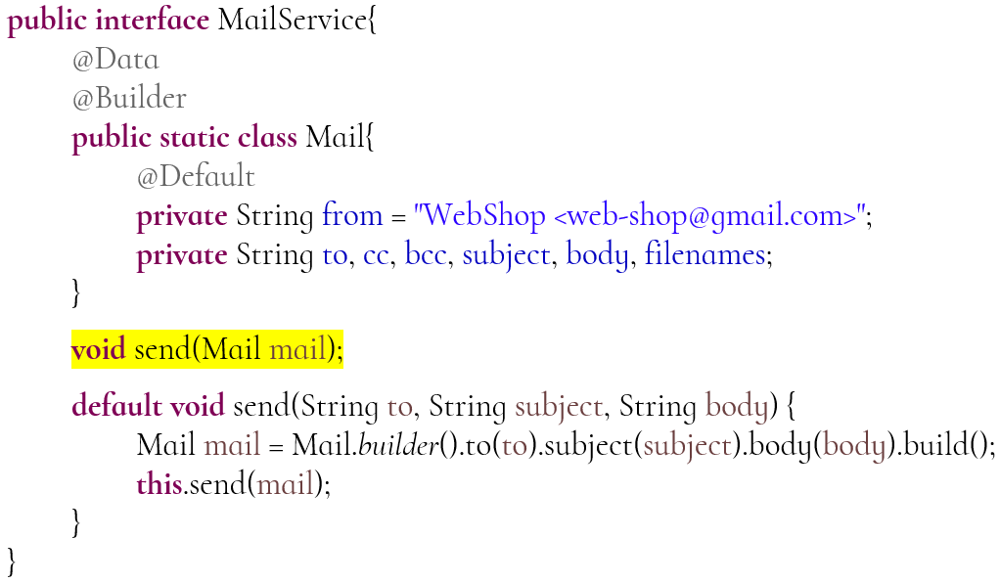 public interface MailService{
@Data
@Builder
public static class Mail{
@Default
private String from = "WebShop <web-shop@gmail.com>";
private String to, cc, bcc, subject, body, filenames;
}
void send(Mail mail);
default void send(String to, String subject, String body) {
Mail mail = Mail.builder().to(to).subject(subject).body(body).build();
this.send(mail);
}
}